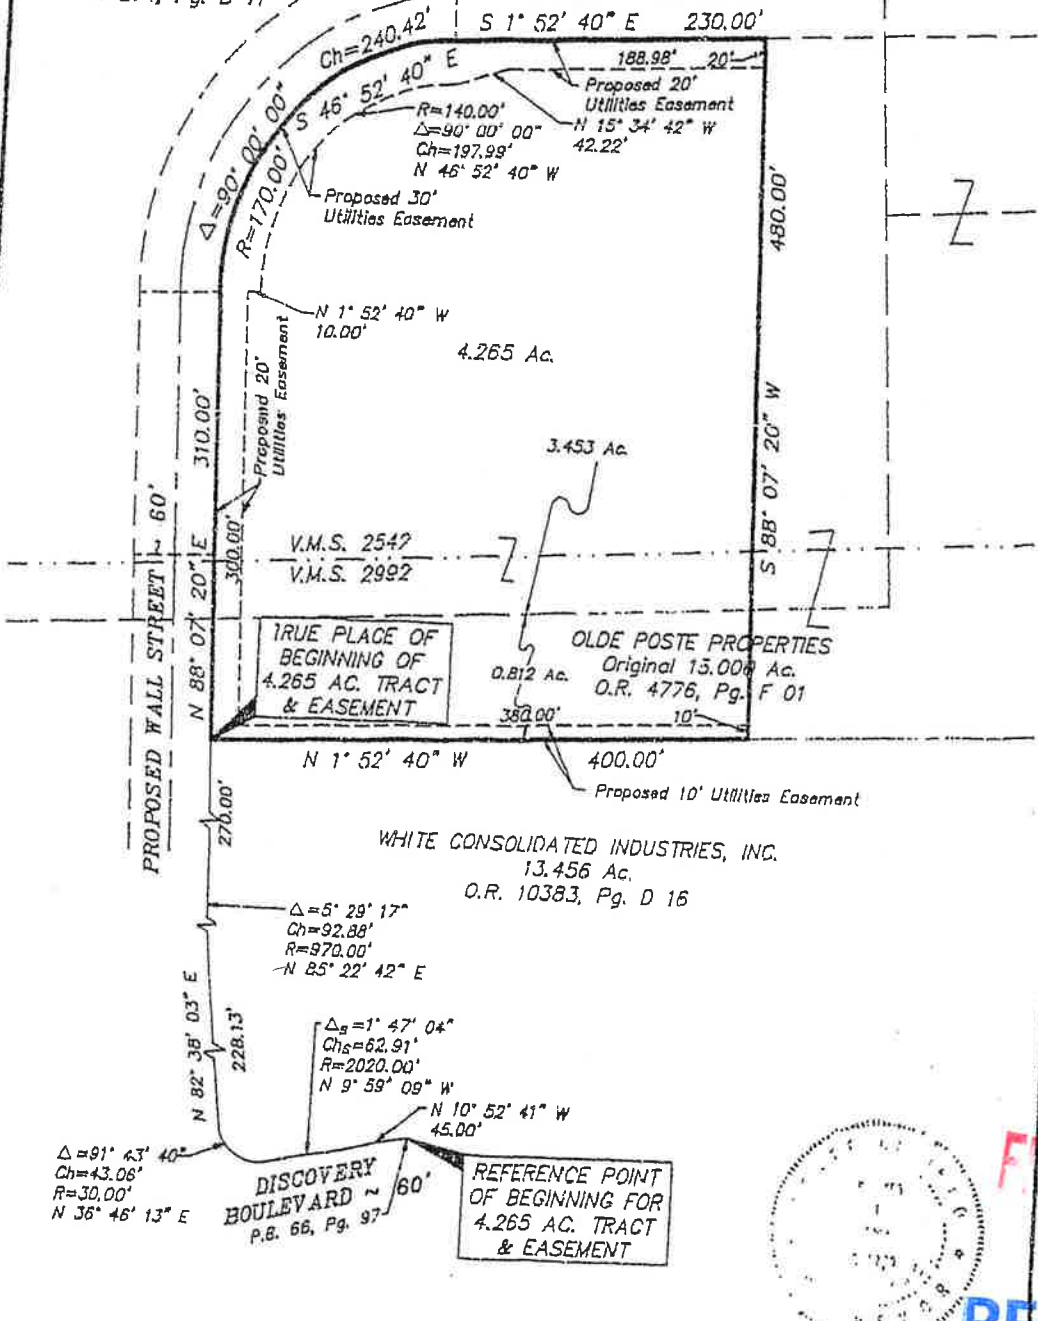 S 1° 52' 40" E 230.00'
Ch=240.42'
188.98' 20'
S 46° 52' 40" E
Proposed 20'
Utilities Easement
Δ=90° 00' 00"
R=140.00'
Δ=90° 00' 00"
Ch=197.99'
N 46° 52' 40" W
N 15° 34' 42" W
42.22'
R=170.00'
Proposed 30'
Utilities Easement
480.00'
N 1° 52' 40" W
10.00'
4.265 Ac.
Proposed 20'
Utilities Easement
310.00'
3.453 Ac.
S 88° 07' 20" W
300.00'
V.M.S. 2547
V.M.S. 2992
N 88° 07' 20" E
PROPOSED WALL STREET ~ 60'
TRUE PLACE OF
BEGINNING OF
4.265 AC. TRACT
& EASEMENT
OLDE POSTE PROPERTIES
Original 15.000 Ac.
O.R. 4776, Pg. F 01
0.812 Ac.
380.00' 10'
N 1° 52' 40" W 400.00'
Proposed 10' Utilities Easement
270.00'
WHITE CONSOLIDATED INDUSTRIES, INC.
13.456 Ac.
O.R. 10383, Pg. D 16
Δ=5° 29' 17"
Ch=92.88'
R=970.00'
N 85° 22' 42" E
N 82° 38' 03" E
228.13'
Δs=1° 47' 04"
Chs=62.91'
R=2020.00'
N 9° 59' 09" W
N 10° 52' 41" W
45.00'
Δ=91° 43' 40"
Ch=43.06'
R=30.00'
N 36° 46' 13" E
DISCOVERY
BOULEVARD ~ 60'
P.B. 66, Pg. 97
REFERENCE POINT
OF BEGINNING FOR
4.265 AC. TRACT
& EASEMENT